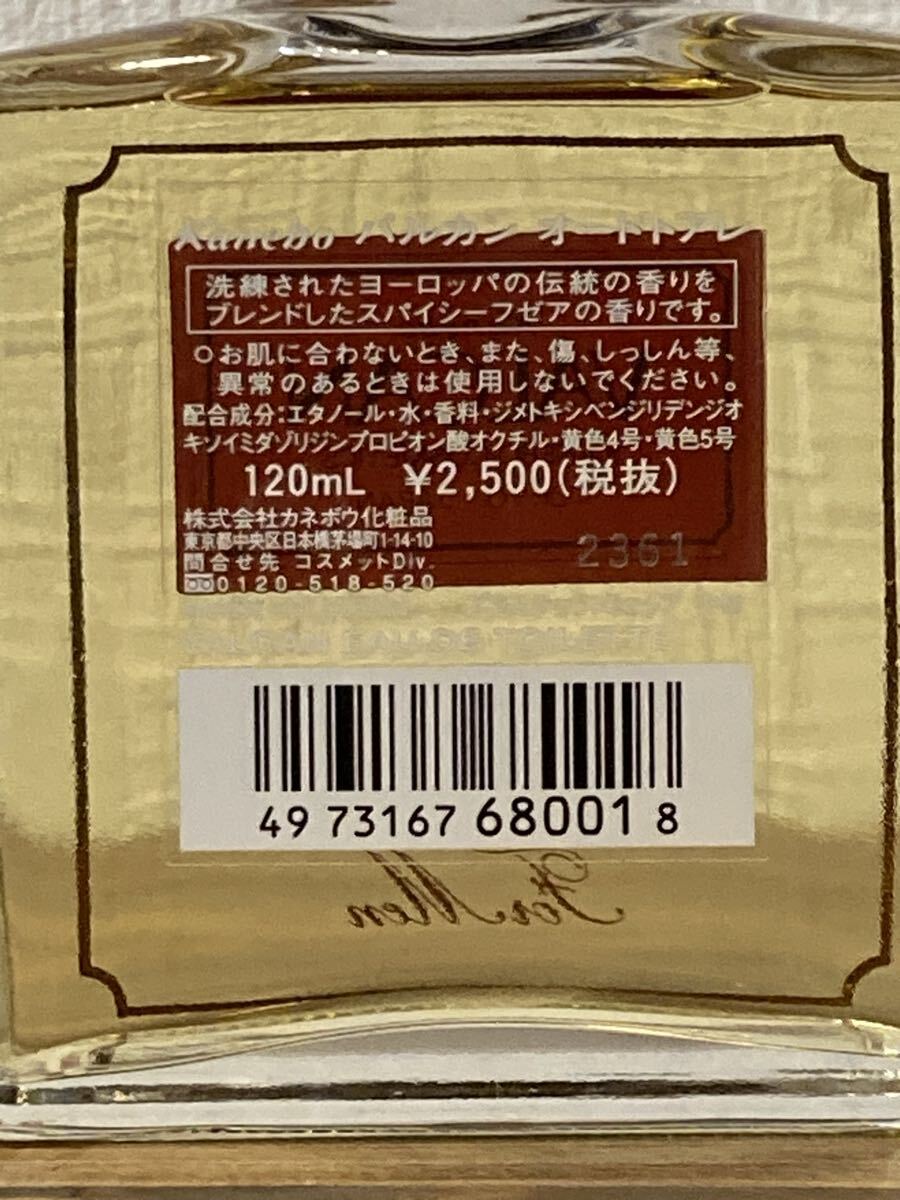 Kanebo バルカン オードトアレ
洗練されたヨーロッパの伝統の香りを
ブレンドしたスパイシーフゼアの香りです。
○お肌に合わないとき、また、傷、しっしん等、
異常のあるときは使用しないでください。
配合成分:エタノール・水・香料・ジメトキシベンジリデンジオ
キソイミダゾリジンプロピオン酸オクチル・黄色4号・黄色5号
120mL ¥2,500(税抜)
株式会社カネボウ化粧品
東京都中央区日本橋茅場町1-14-10
問合せ先 コスメットDiv.
0120-518-520
2361
49 73167 68001 8
For Men